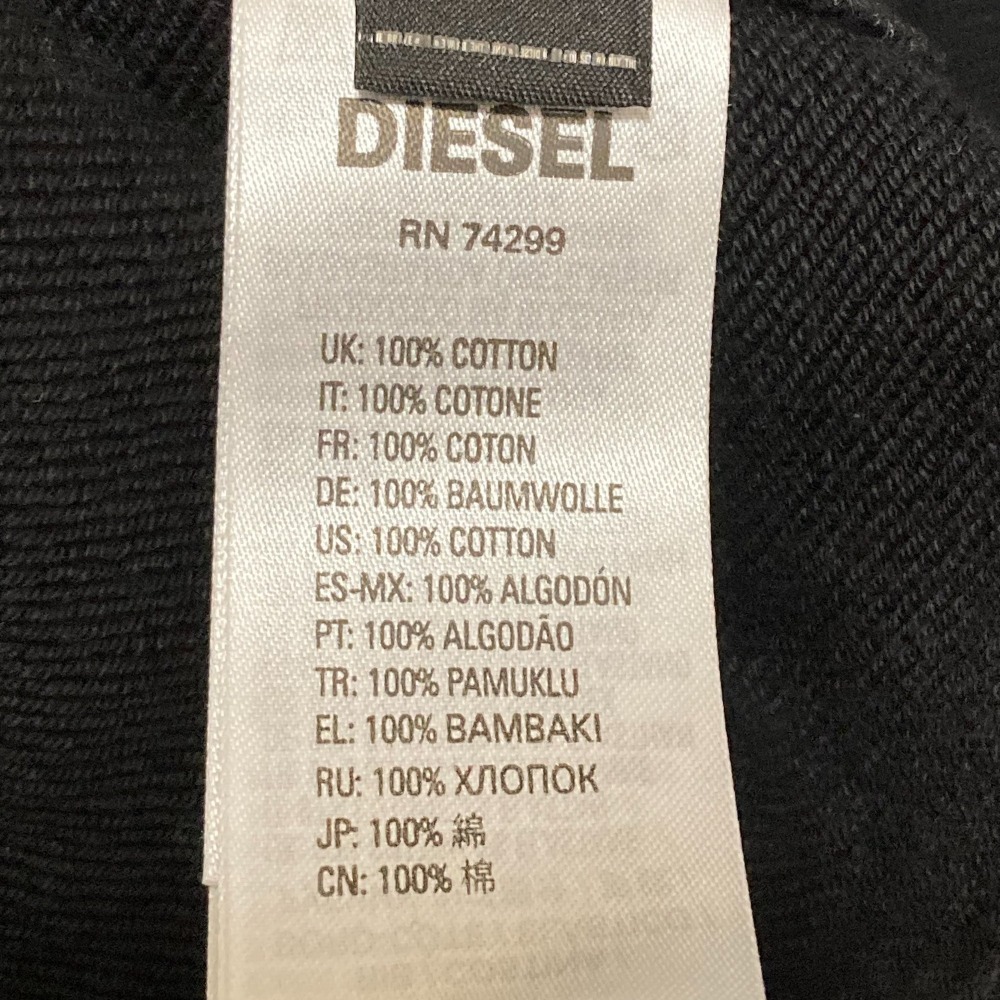 DIESEL
RN 74299
UK: 100% COTTON
IT: 100% COTONE
FR: 100% COTON
DE: 100% BAUMWOLLE
US: 100% COTTON
ES-MX: 100% ALGODÓN
PT: 100% ALGODÃO
TR: 100% PAMUKLU
EL: 100% ΒΑΜΒΑΚΙ
RU: 100% ХЛОПОК
JP: 100% 綿
CN: 100% 棉